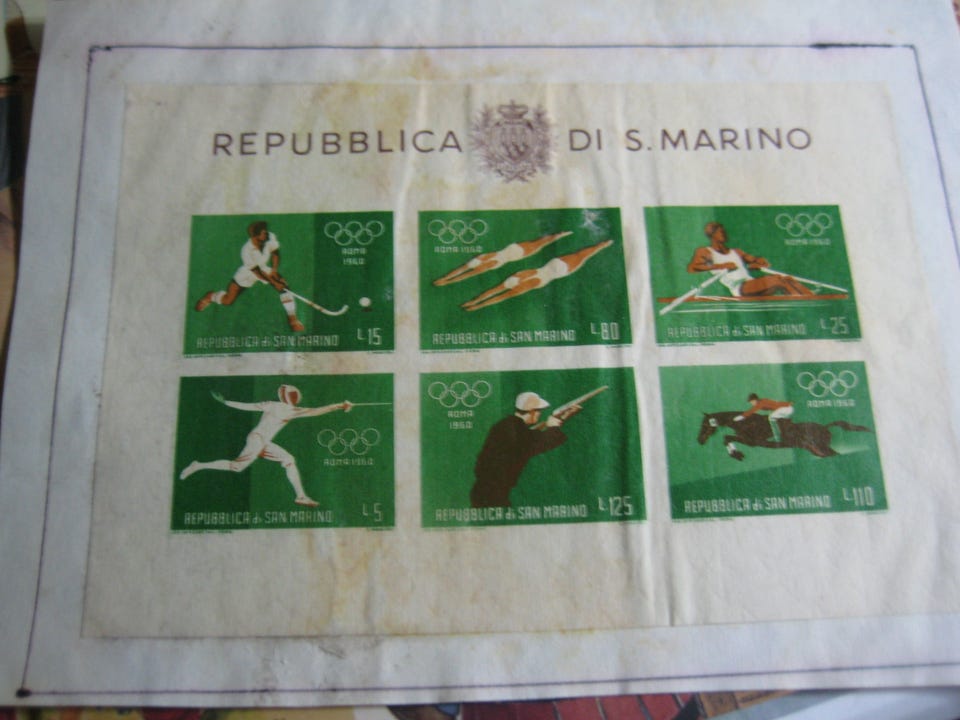 REPUBBLICA DI S. MARINO
ROMA
1960
REPUBBLICA di SAN MARINO L.15
ROMA 1960
REPUBBLICA di SAN MARINO L.80
ROMA 1960
REPUBBLICA di SAN MARINO L.25
ROMA 1960
REPUBBLICA di SAN MARINO L.5
ROMA
1960
REPUBBLICA di SAN MARINO L.125
ROMA 1960
REPUBBLICA di SAN MARINO L.110